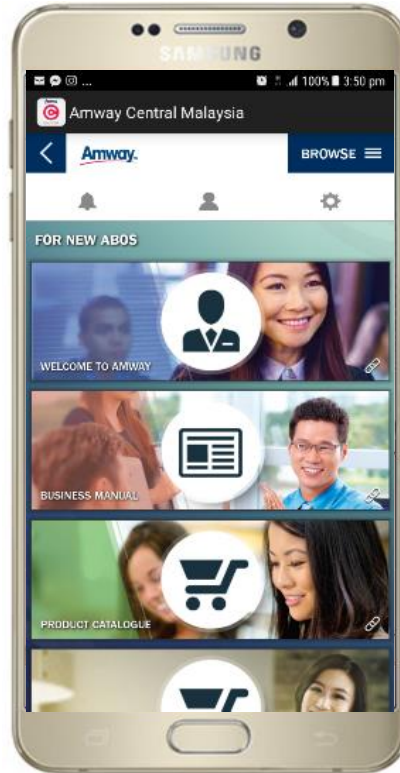 SAMSUNG
... 100% 3:50 pm
Amway Central Malaysia
Amway
BROWSE
FOR NEW ABOS
WELCOME TO AMWAY
BUSINESS MANUAL
PRODUCT CATALOGUE